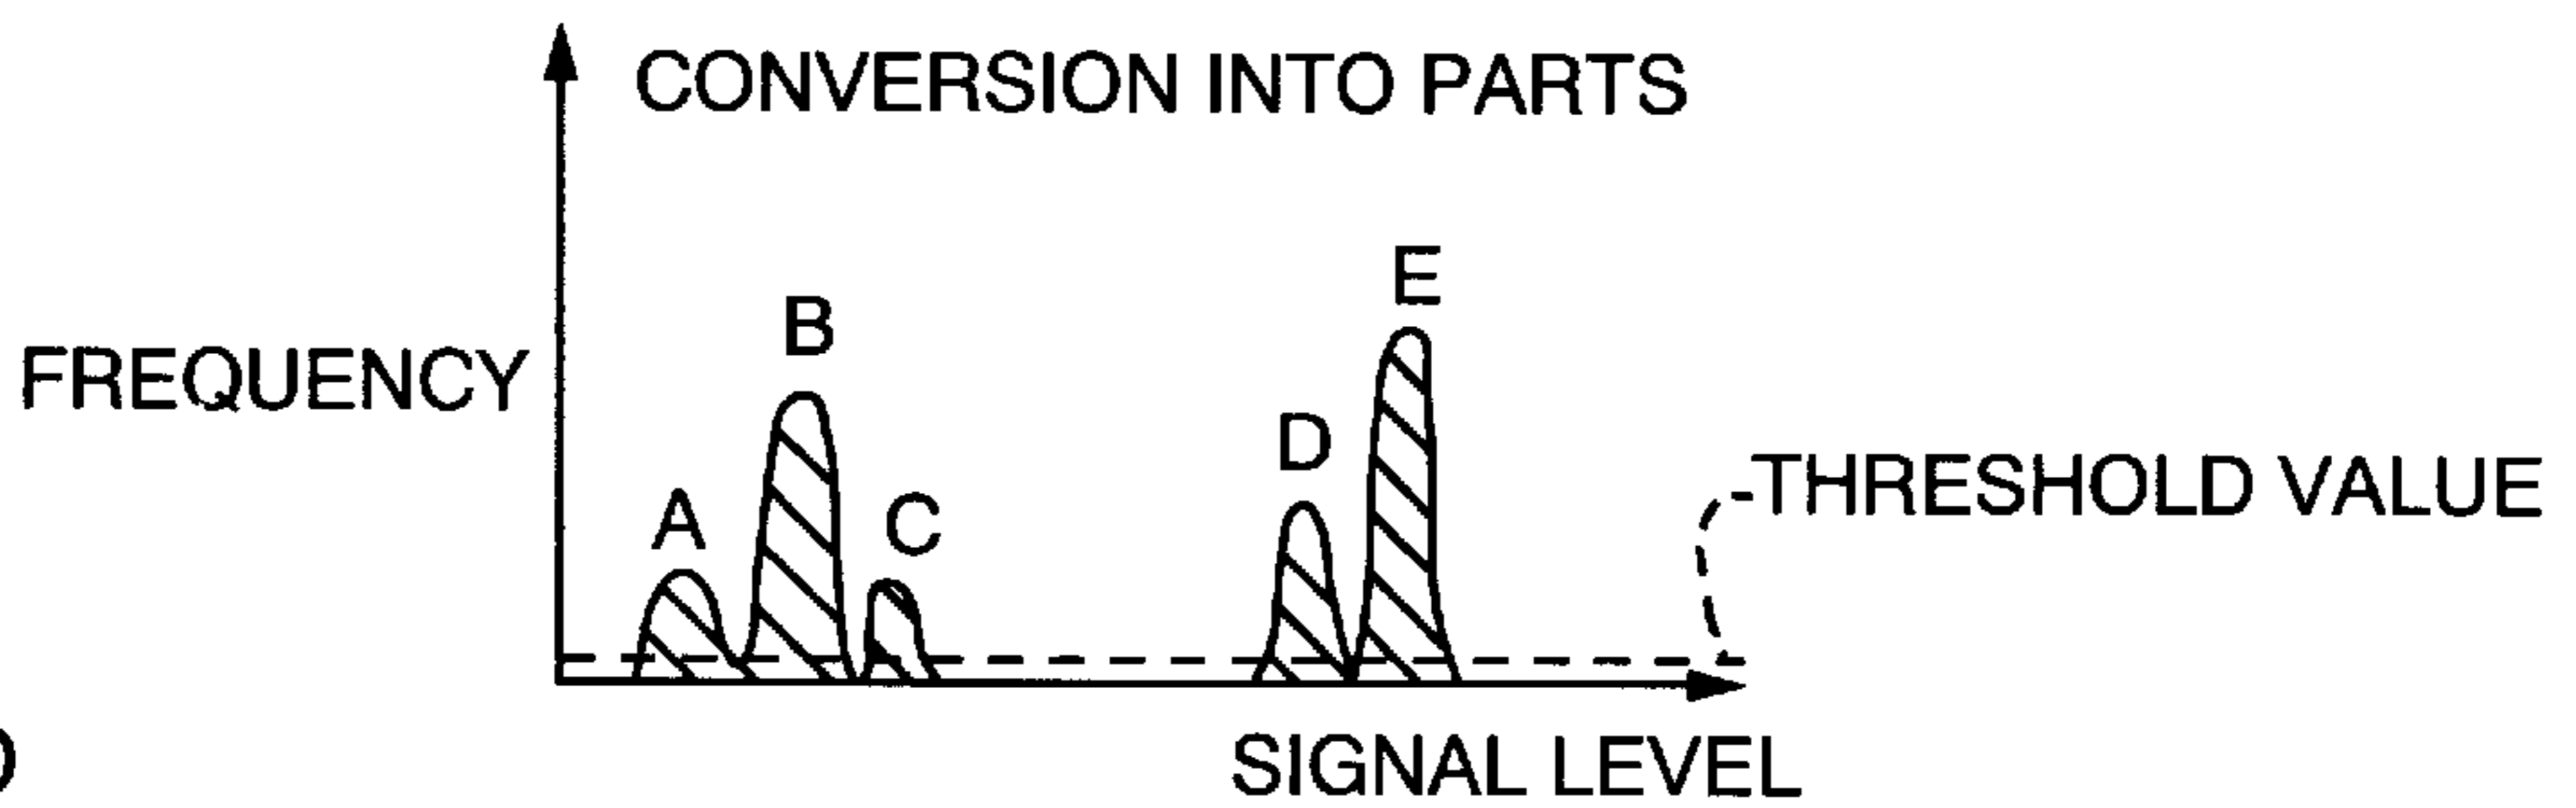 CONVERSION INTO PARTS
E
B
FREQUENCY
D
THRESHOLD VALUE
A
C
SIGNAL LEVEL